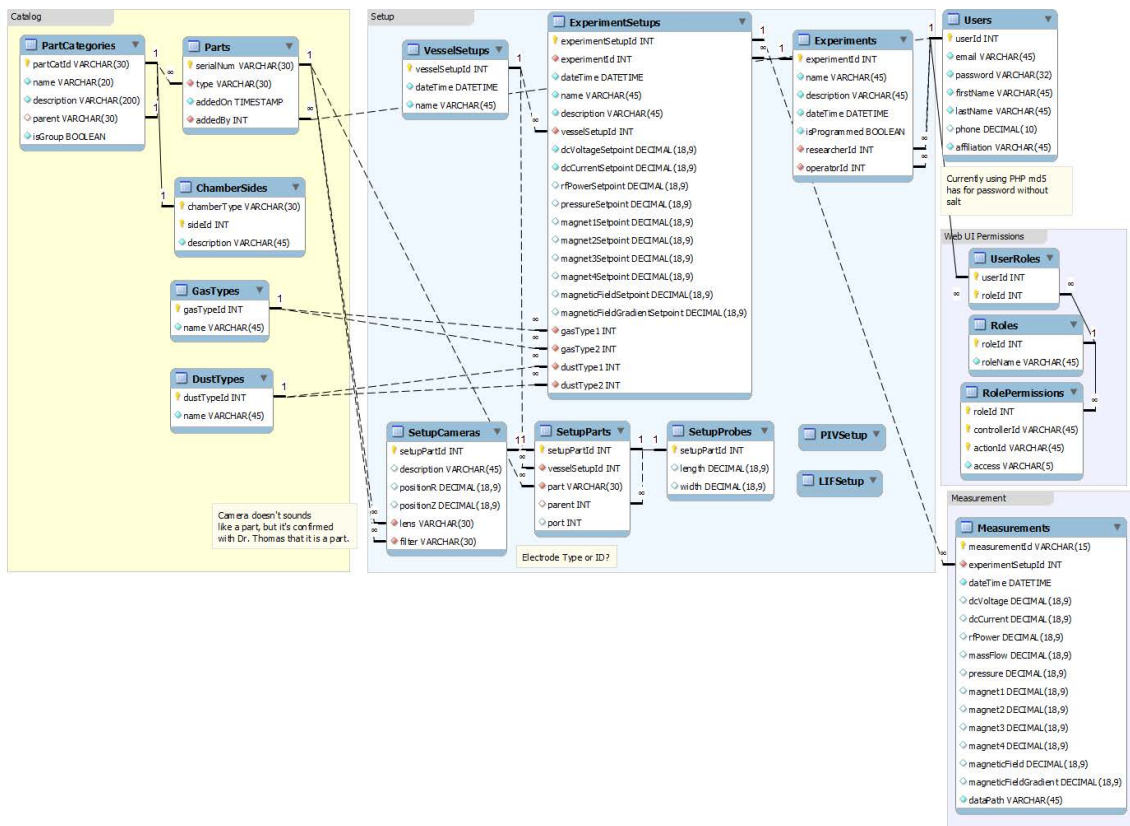 Catalog
PartCategories
partCatId VARCHAR(30)
name VARCHAR(20)
description VARCHAR(200)
parent VARCHAR(30)
isGroup BOOLEAN
Parts
serialNum VARCHAR(30)
type VARCHAR(30)
addedOn TIMESTAMP
addedBy INT
ChamberSides
chamberType VARCHAR(30)
sideId INT
description VARCHAR(45)
GasTypes
gasTypeId INT
name VARCHAR(45)
DustTypes
dustTypeId INT
name VARCHAR(45)
Camera doesn't sounds
like a part, but it's confirmed
with Dr. Thomas that it is a part.
Setup
VesselSetups
vesselSetupId INT
dateTime DATETIME
name VARCHAR(45)
ExperimentSetups
experimentSetupId INT
experimentId INT
dateTime DATETIME
name VARCHAR(45)
description VARCHAR(45)
vesselSetupId INT
dcVoltageSetpoint DECIMAL(18,9)
dcCurrentSetpoint DECIMAL(18,9)
rfPowerSetpoint DECIMAL(18,9)
pressureSetpoint DECIMAL(18,9)
magnet1Setpoint DECIMAL(18,9)
magnet2Setpoint DECIMAL(18,9)
magnet3Setpoint DECIMAL(18,9)
magnet4Setpoint DECIMAL(18,9)
magneticFieldSetpoint DECIMAL(18,9)
magneticFieldGradientSetpoint DECIMAL(18,9)
gasType1 INT
gasType2 INT
dustType1 INT
dustType2 INT
Experiments
experimentId INT
name VARCHAR(45)
description VARCHAR(45)
dateTime DATETIME
isProgrammed BOOLEAN
researcherId INT
operatorId INT
SetupCameras
setupPartId INT
description VARCHAR(45)
positionR DECIMAL(18,9)
positionZ DECIMAL(18,9)
lens VARCHAR(30)
filter VARCHAR(30)
SetupParts
setupPartId INT
vesselSetupId INT
part VARCHAR(30)
parent INT
port INT
Electrode Type or ID?
SetupProbes
setupPartId INT
length DECIMAL(18,9)
width DECIMAL(18,9)
PIVSetup
LIFSetup
Users
userId INT
email VARCHAR(45)
password VARCHAR(32)
firstName VARCHAR(45)
lastName VARCHAR(45)
phone DECIMAL(10)
affiliation VARCHAR(45)
Currently using PHP md5
has for password without
salt
Web UI Permissions
UserRoles
userId INT
roleId INT
Roles
roleId INT
roleName VARCHAR(45)
RolePermissions
roleId INT
controllerId VARCHAR(45)
actionId VARCHAR(45)
access VARCHAR(5)
Measurement
Measurements
measurementId VARCHAR(15)
experimentSetupId INT
dateTime DATETIME
dcVoltage DECIMAL(18,9)
dcCurrent DECIMAL(18,9)
rfPower DECIMAL(18,9)
massFlow DECIMAL(18,9)
pressure DECIMAL(18,9)
magnet1 DECIMAL(18,9)
magnet2 DECIMAL(18,9)
magnet3 DECIMAL(18,9)
magnet4 DECIMAL(18,9)
magneticField DECIMAL(18,9)
magneticFieldGradient DECIMAL(18,9)
dataPath VARCHAR(45)